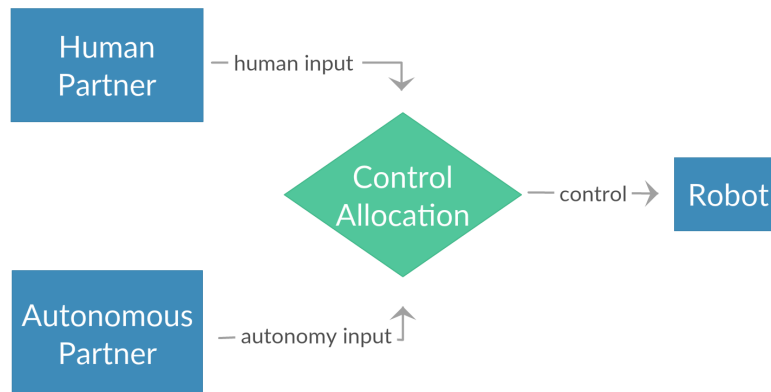 Human
Partner
human input
Control
Allocation
control
Robot
Autonomous
Partner
autonomy input